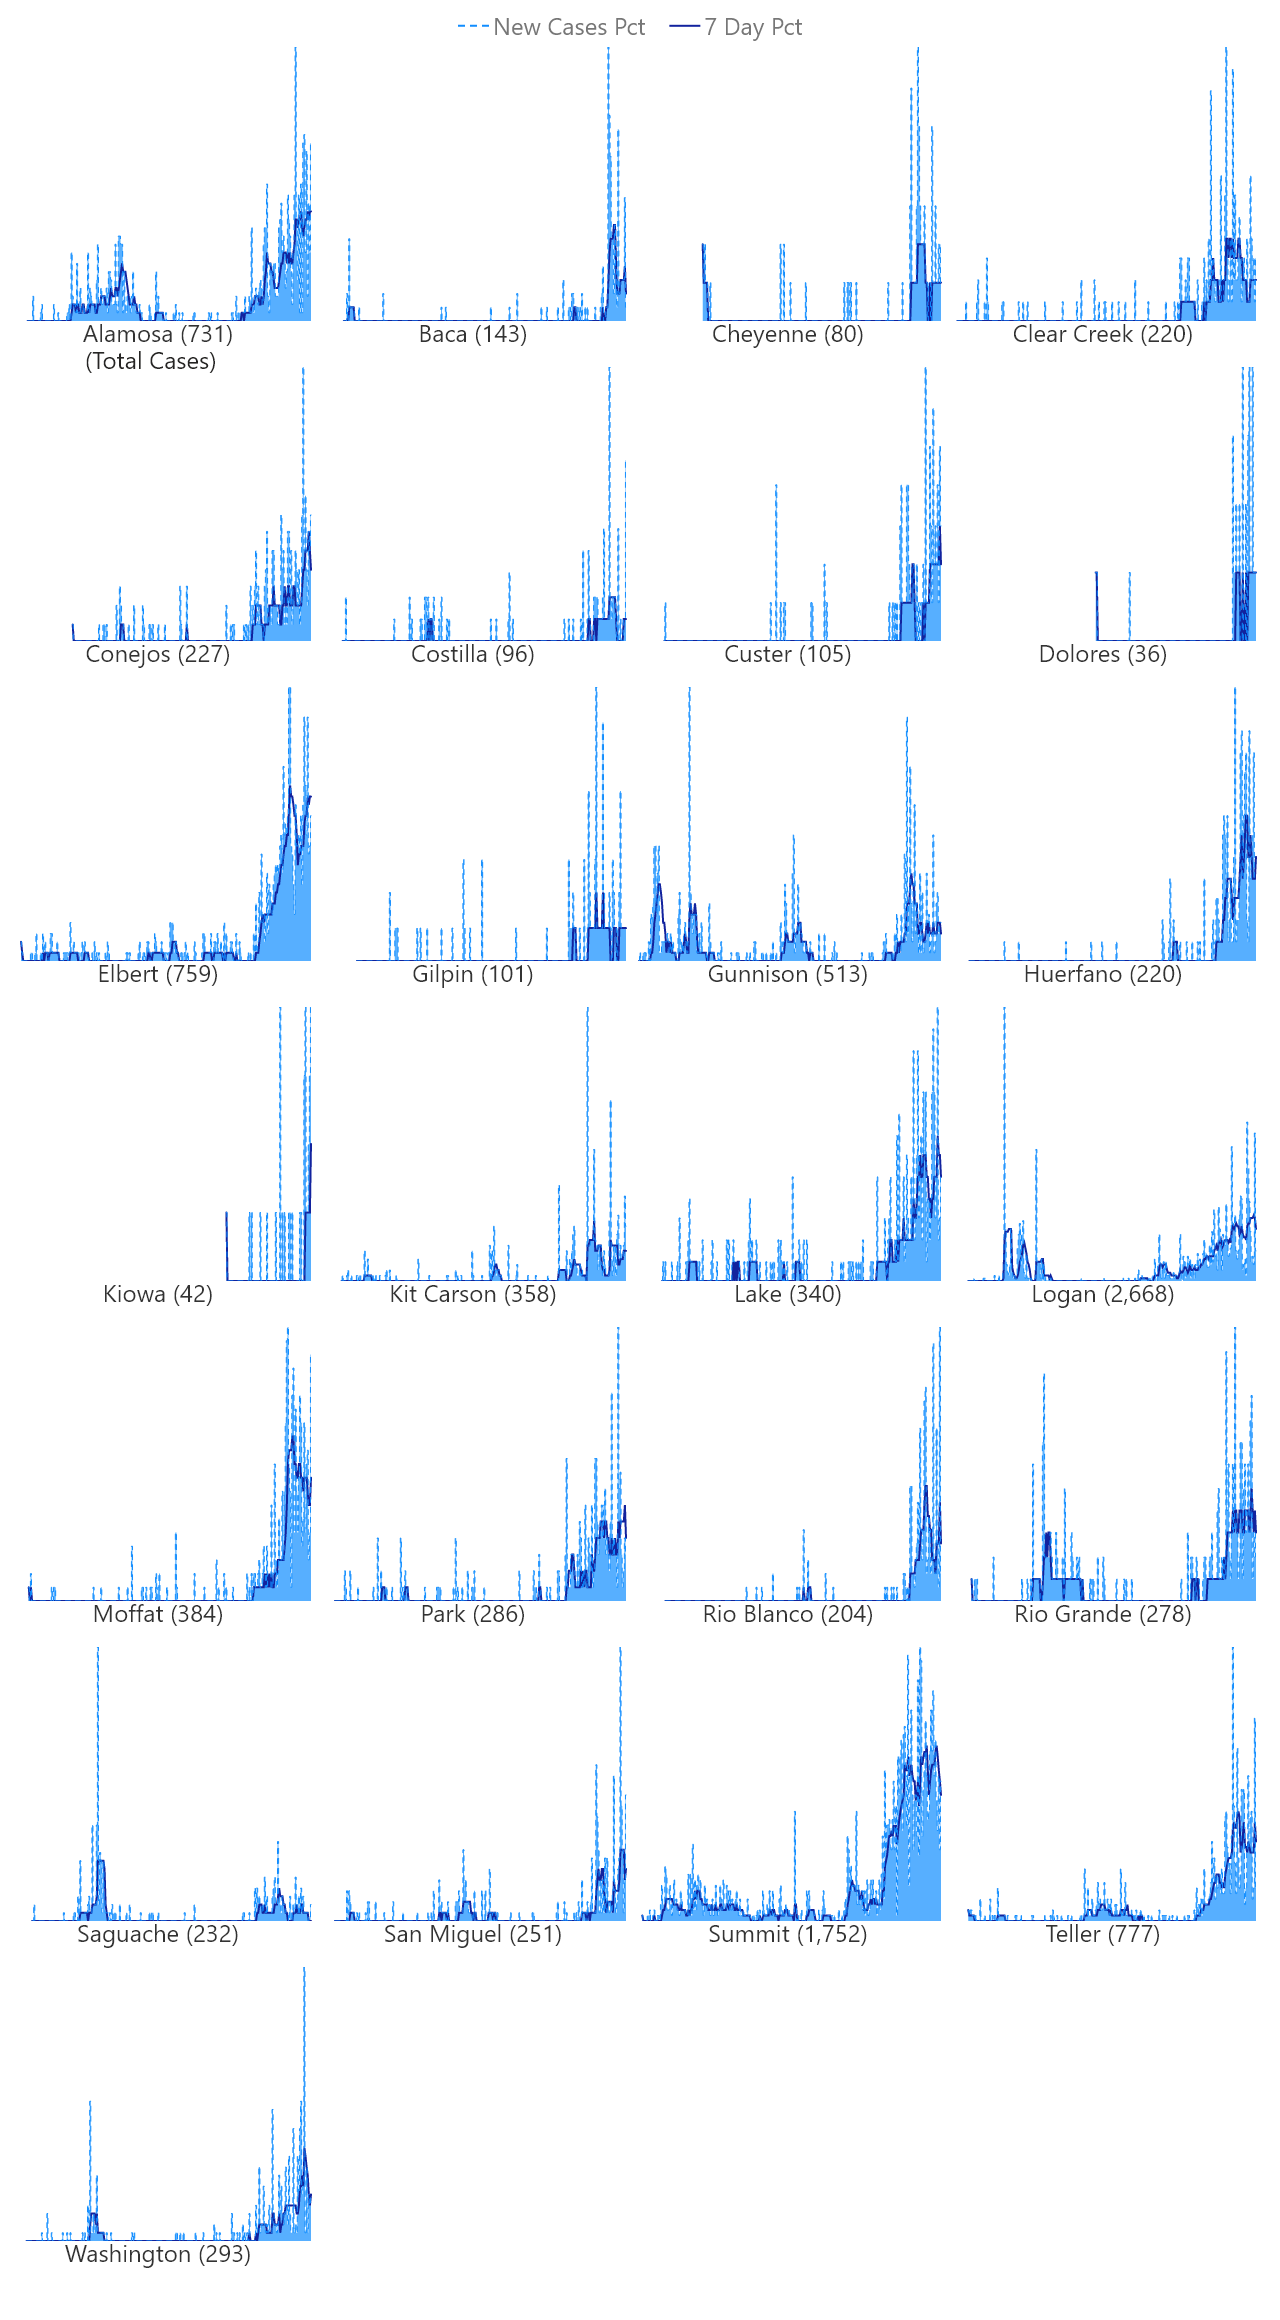 New Cases Pct 7 Day Pct
Alamosa (731)
(Total Cases)
Baca (143)
Cheyenne (80)
Clear Creek (220)
Conejos (227)
Costilla (96)
Custer (105)
Dolores (36)
Elbert (759)
Gilpin (101)
Gunnison (513)
Huerfano (220)
Kiowa (42)
Kit Carson (358)
Lake (340)
Logan (2,668)
Moffat (384)
Park (286)
Rio Blanco (204)
Rio Grande (278)
Saguache (232)
San Miguel (251)
Summit (1,752)
Teller (777)
Washington (293)